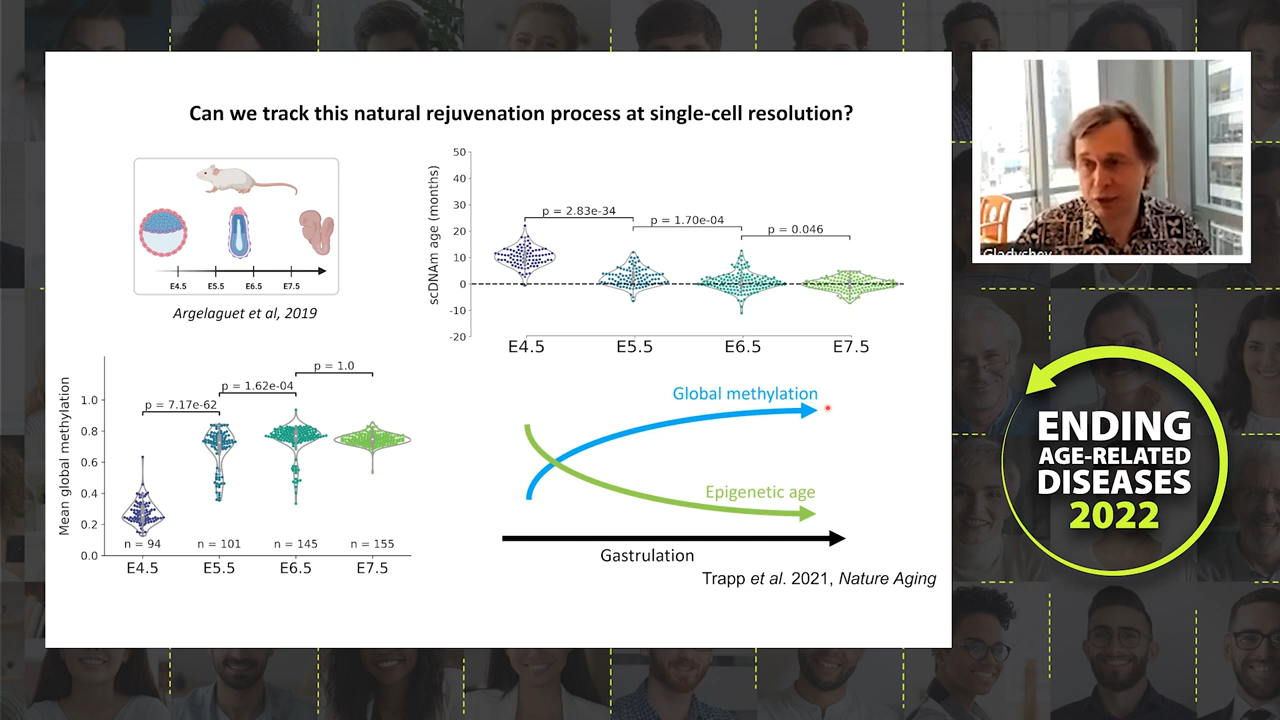 Can we track this natural rejuvenation process at single-cell resolution?
E4.5 E5.5 E6.5 E7.5
Argelaguet et al, 2019
scDNAm age (months)
50
40
30
20
10
0
-10
-20
p = 2.83e-34
p = 1.70e-04
p = 0.046
E4.5 E5.5 E6.5 E7.5
Mean global methylation
1.0
0.8
0.6
0.4
0.2
0.0
p = 7.17e-62
p = 1.62e-04
p = 1.0
n = 94 n = 101 n = 145 n = 155
E4.5 E5.5 E6.5 E7.5
Global methylation
Epigenetic age
Gastrulation
Trapp et al. 2021, Nature Aging
Gladyshev
ENDING
AGE-RELATED
DISEASES
2022